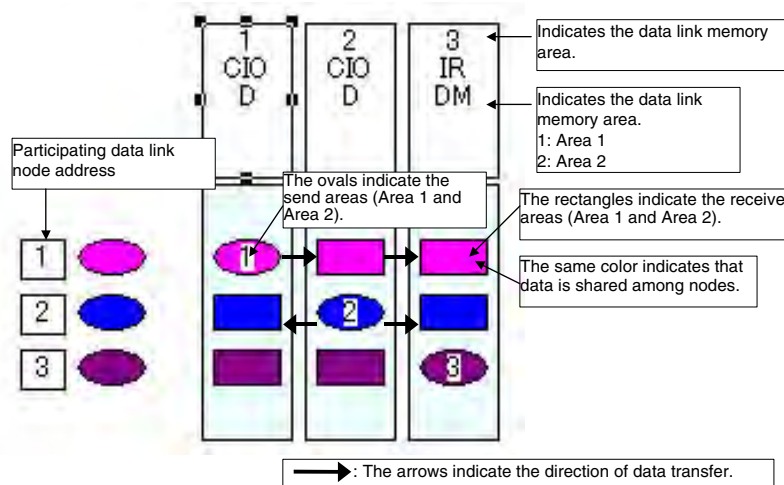 1
CIO
D
2
CIO
D
3
IR
DM
Indicates the data link memory
area.
Indicates the data link
memory area.
1: Area 1
2: Area 2
Participating data link
node address
The ovals indicate the
send areas (Area 1 and
Area 2).
The rectangles indicate the receive
areas (Area 1 and Area 2).
The same color indicates that
data is shared among nodes.
1
1
2
2
3
3
: The arrows indicate the direction of data transfer.